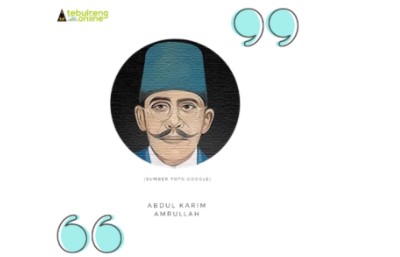 tebuireng
.online
(SUMBER FOTO:GOOGLE)
ABDUL KARIM
AMRULLAH